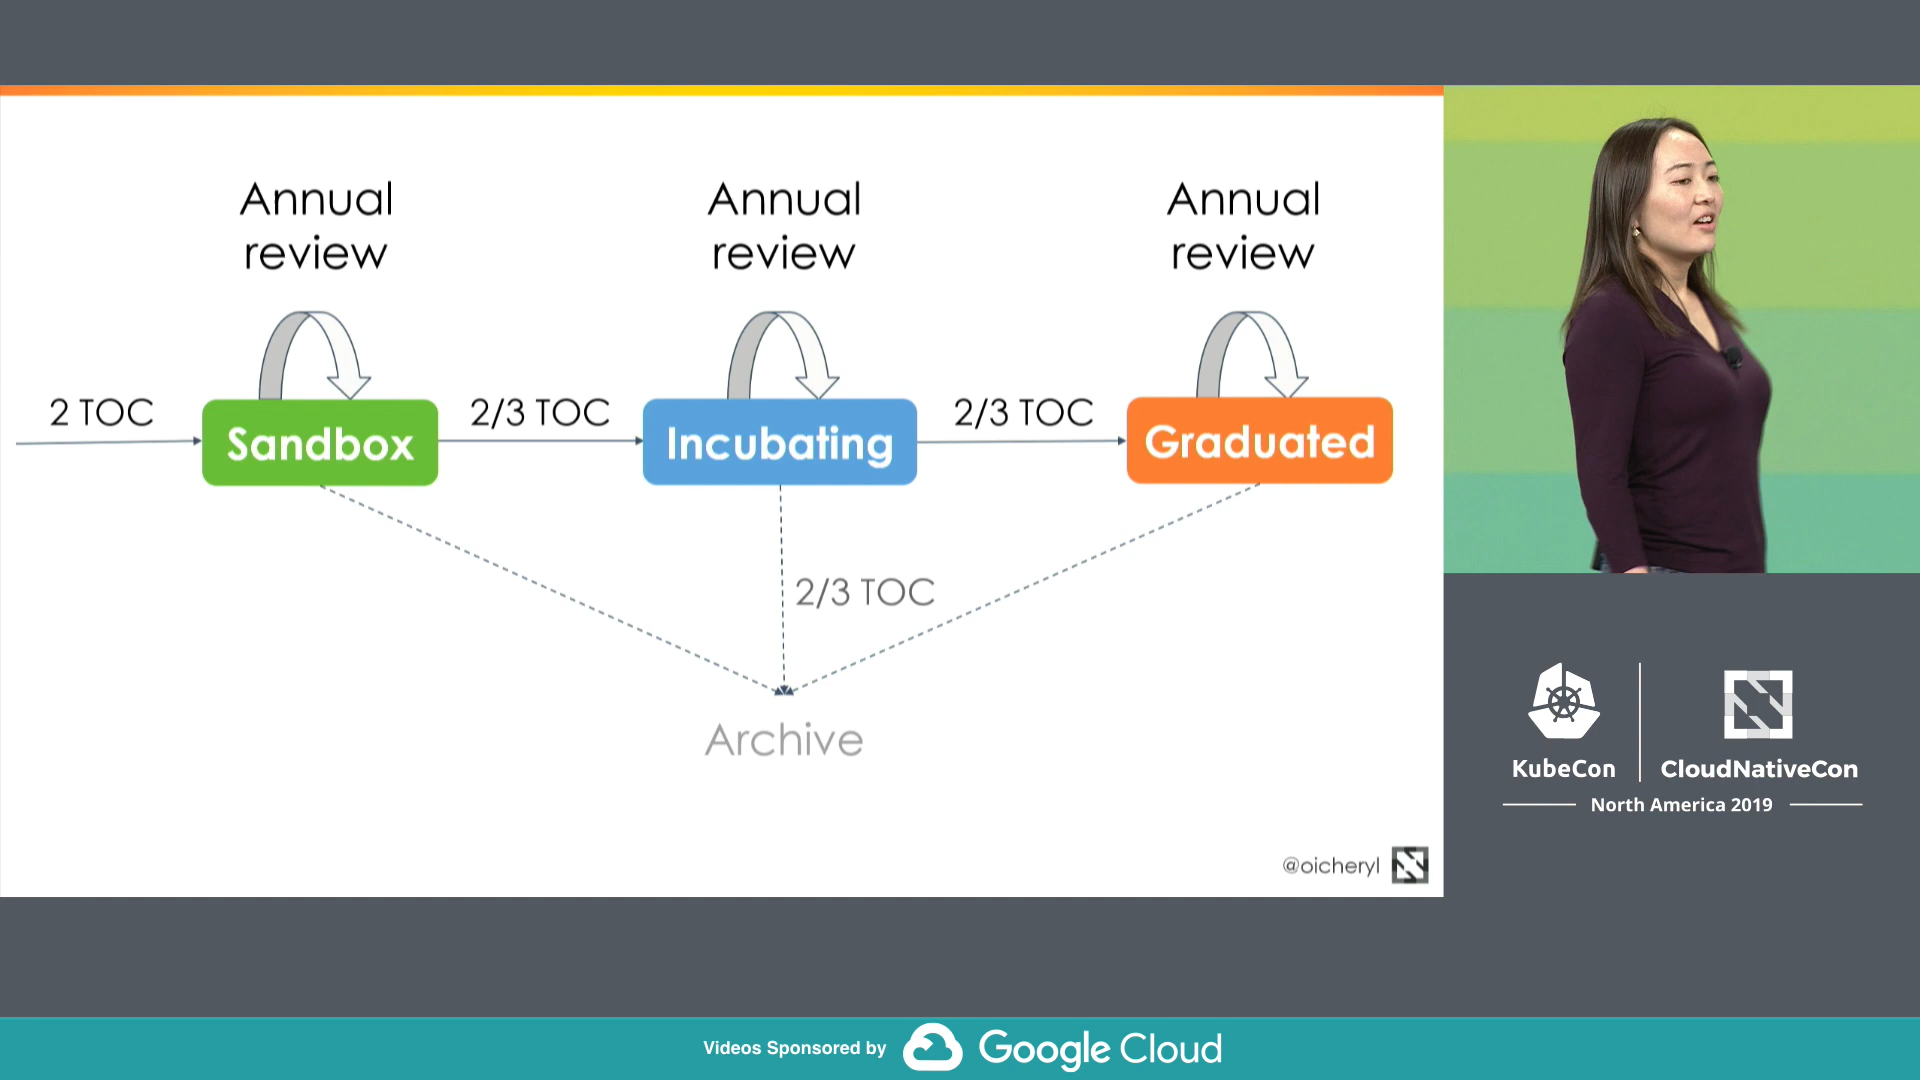 Annual
review
Annual
review
Annual
review
2 TOC
Sandbox
2/3 TOC
Incubating
2/3 TOC
Graduated
2/3 TOC
Archive
@oicheryl
KubeCon
CloudNativeCon
North America 2019
Videos Sponsored by
Google Cloud